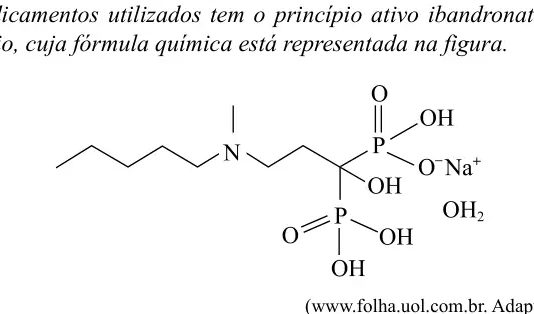 dicamentos utilizados tem o princípio ativo ibandronat
io, cuja fórmula química está representada na figura.
O
OH
P
N
O⁻Na⁺
OH
OH₂
P
O
OH
OH
(www.folha.uol.com.br. Adap